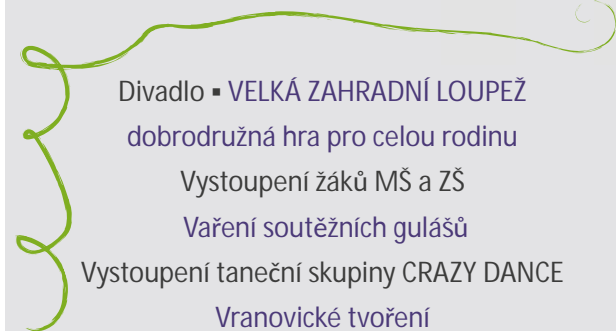 Divadlo ▪ VELKÁ ZAHRADNÍ LOUPEŽ
dobrodružná hra pro celou rodinu
Vystoupení žáků MŠ a ZŠ
Vaření soutěžních gulášů
Vystoupení taneční skupiny CRAZY DANCE
Vranovické tvoření